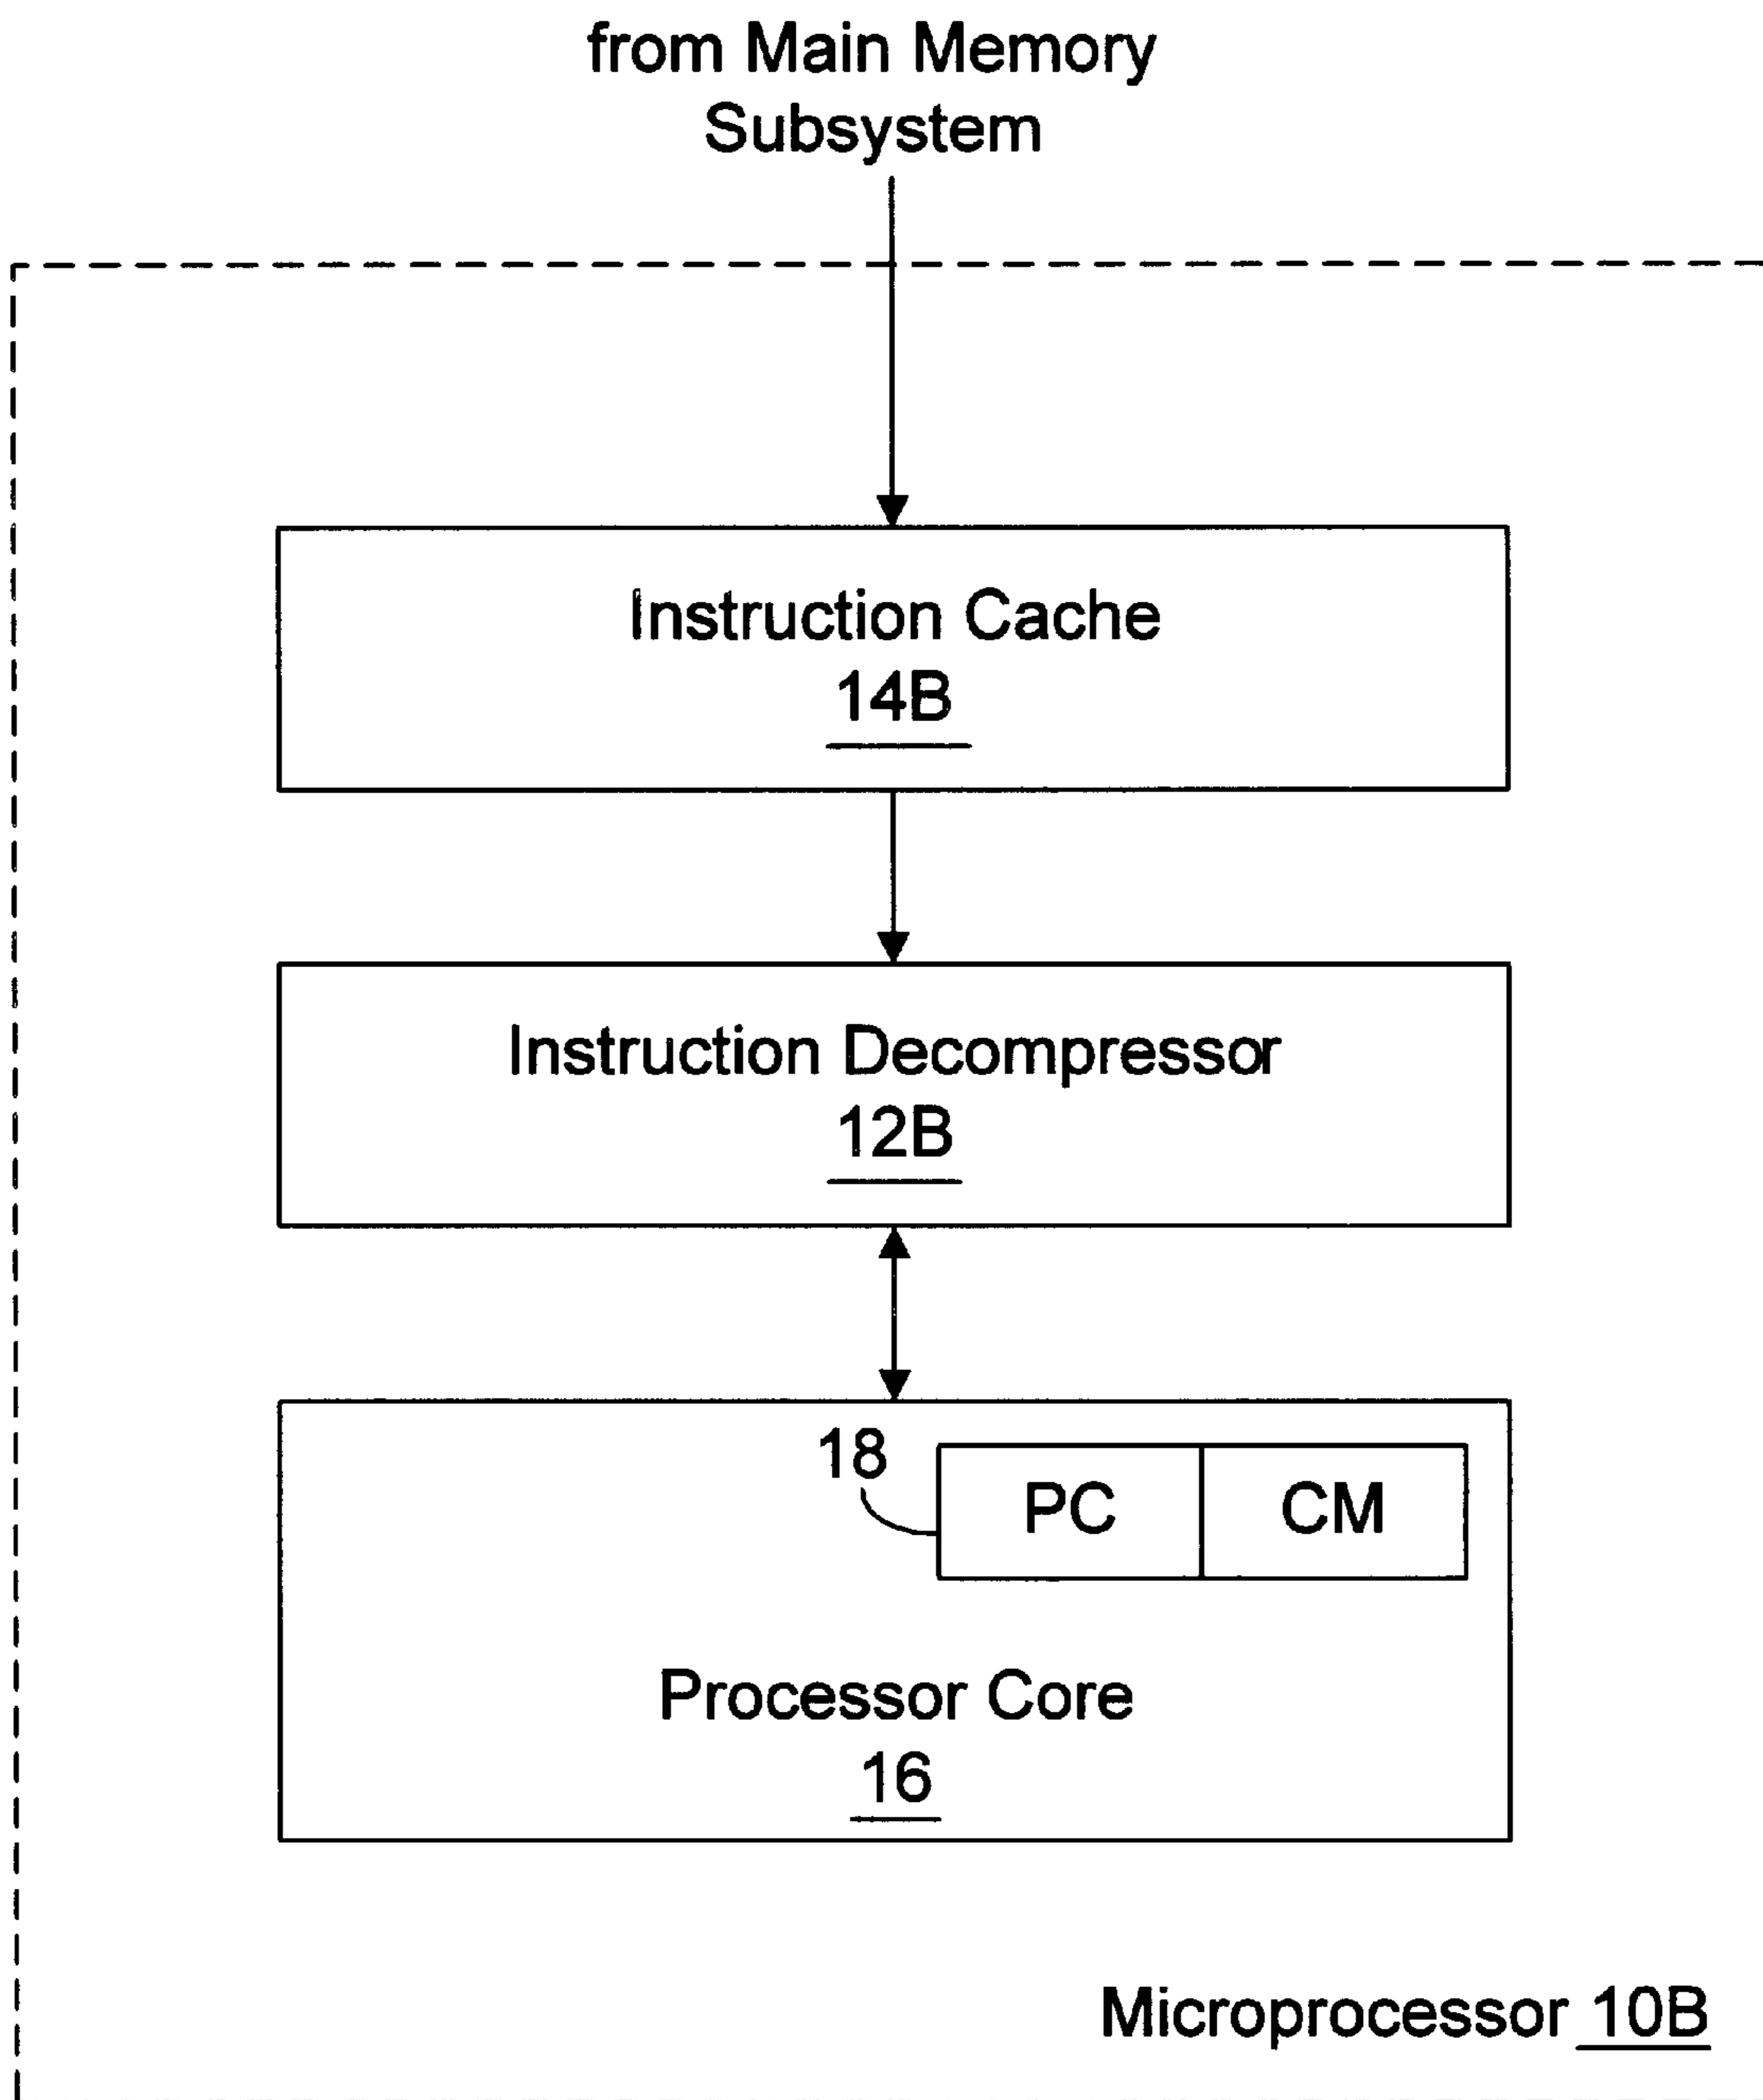 from Main Memory
Subsystem
Instruction Cache
14B
Instruction Decompressor
12B
18
PC
CM
Processor Core
16
Microprocessor 10B